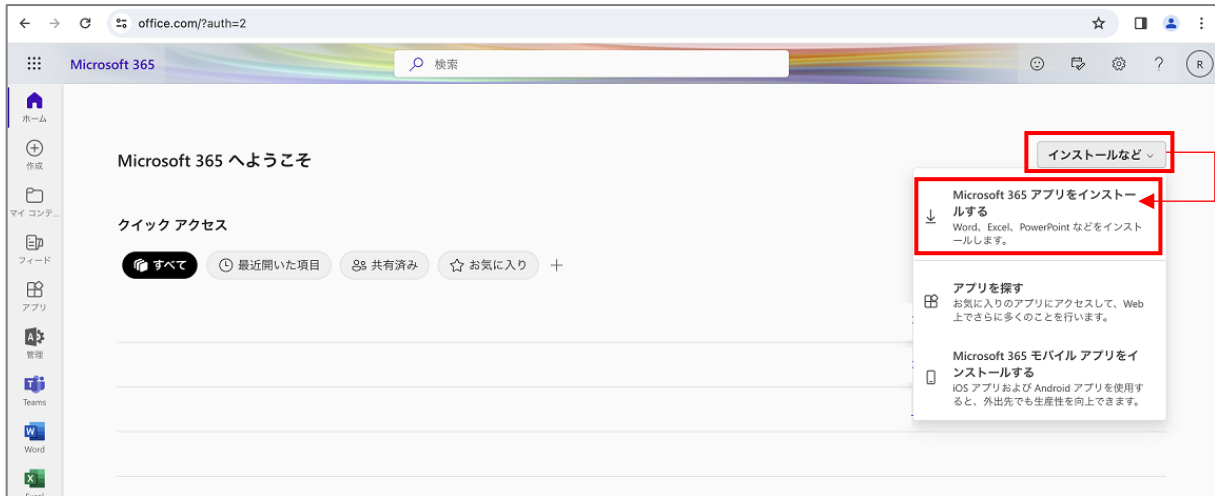 office.com/?auth=2
Microsoft 365
検索
R
ホーム
作成
マイ コンテ...
フィード
アプリ
管理
Teams
Word
Microsoft 365 へようこそ
インストールなど
クイック アクセス
すべて
最近開いた項目
共有済み
お気に入り
Microsoft 365 アプリをインストー
ルする
Word、Excel、PowerPoint などをインスト
ールします。
アプリを探す
お気に入りのアプリにアクセスして、Web
上でさらに多くのことを行います。
Microsoft 365 モバイル アプリをイ
ンストールする
iOS アプリおよび Android アプリを使用す
ると、外出先でも生産性を向上できます。